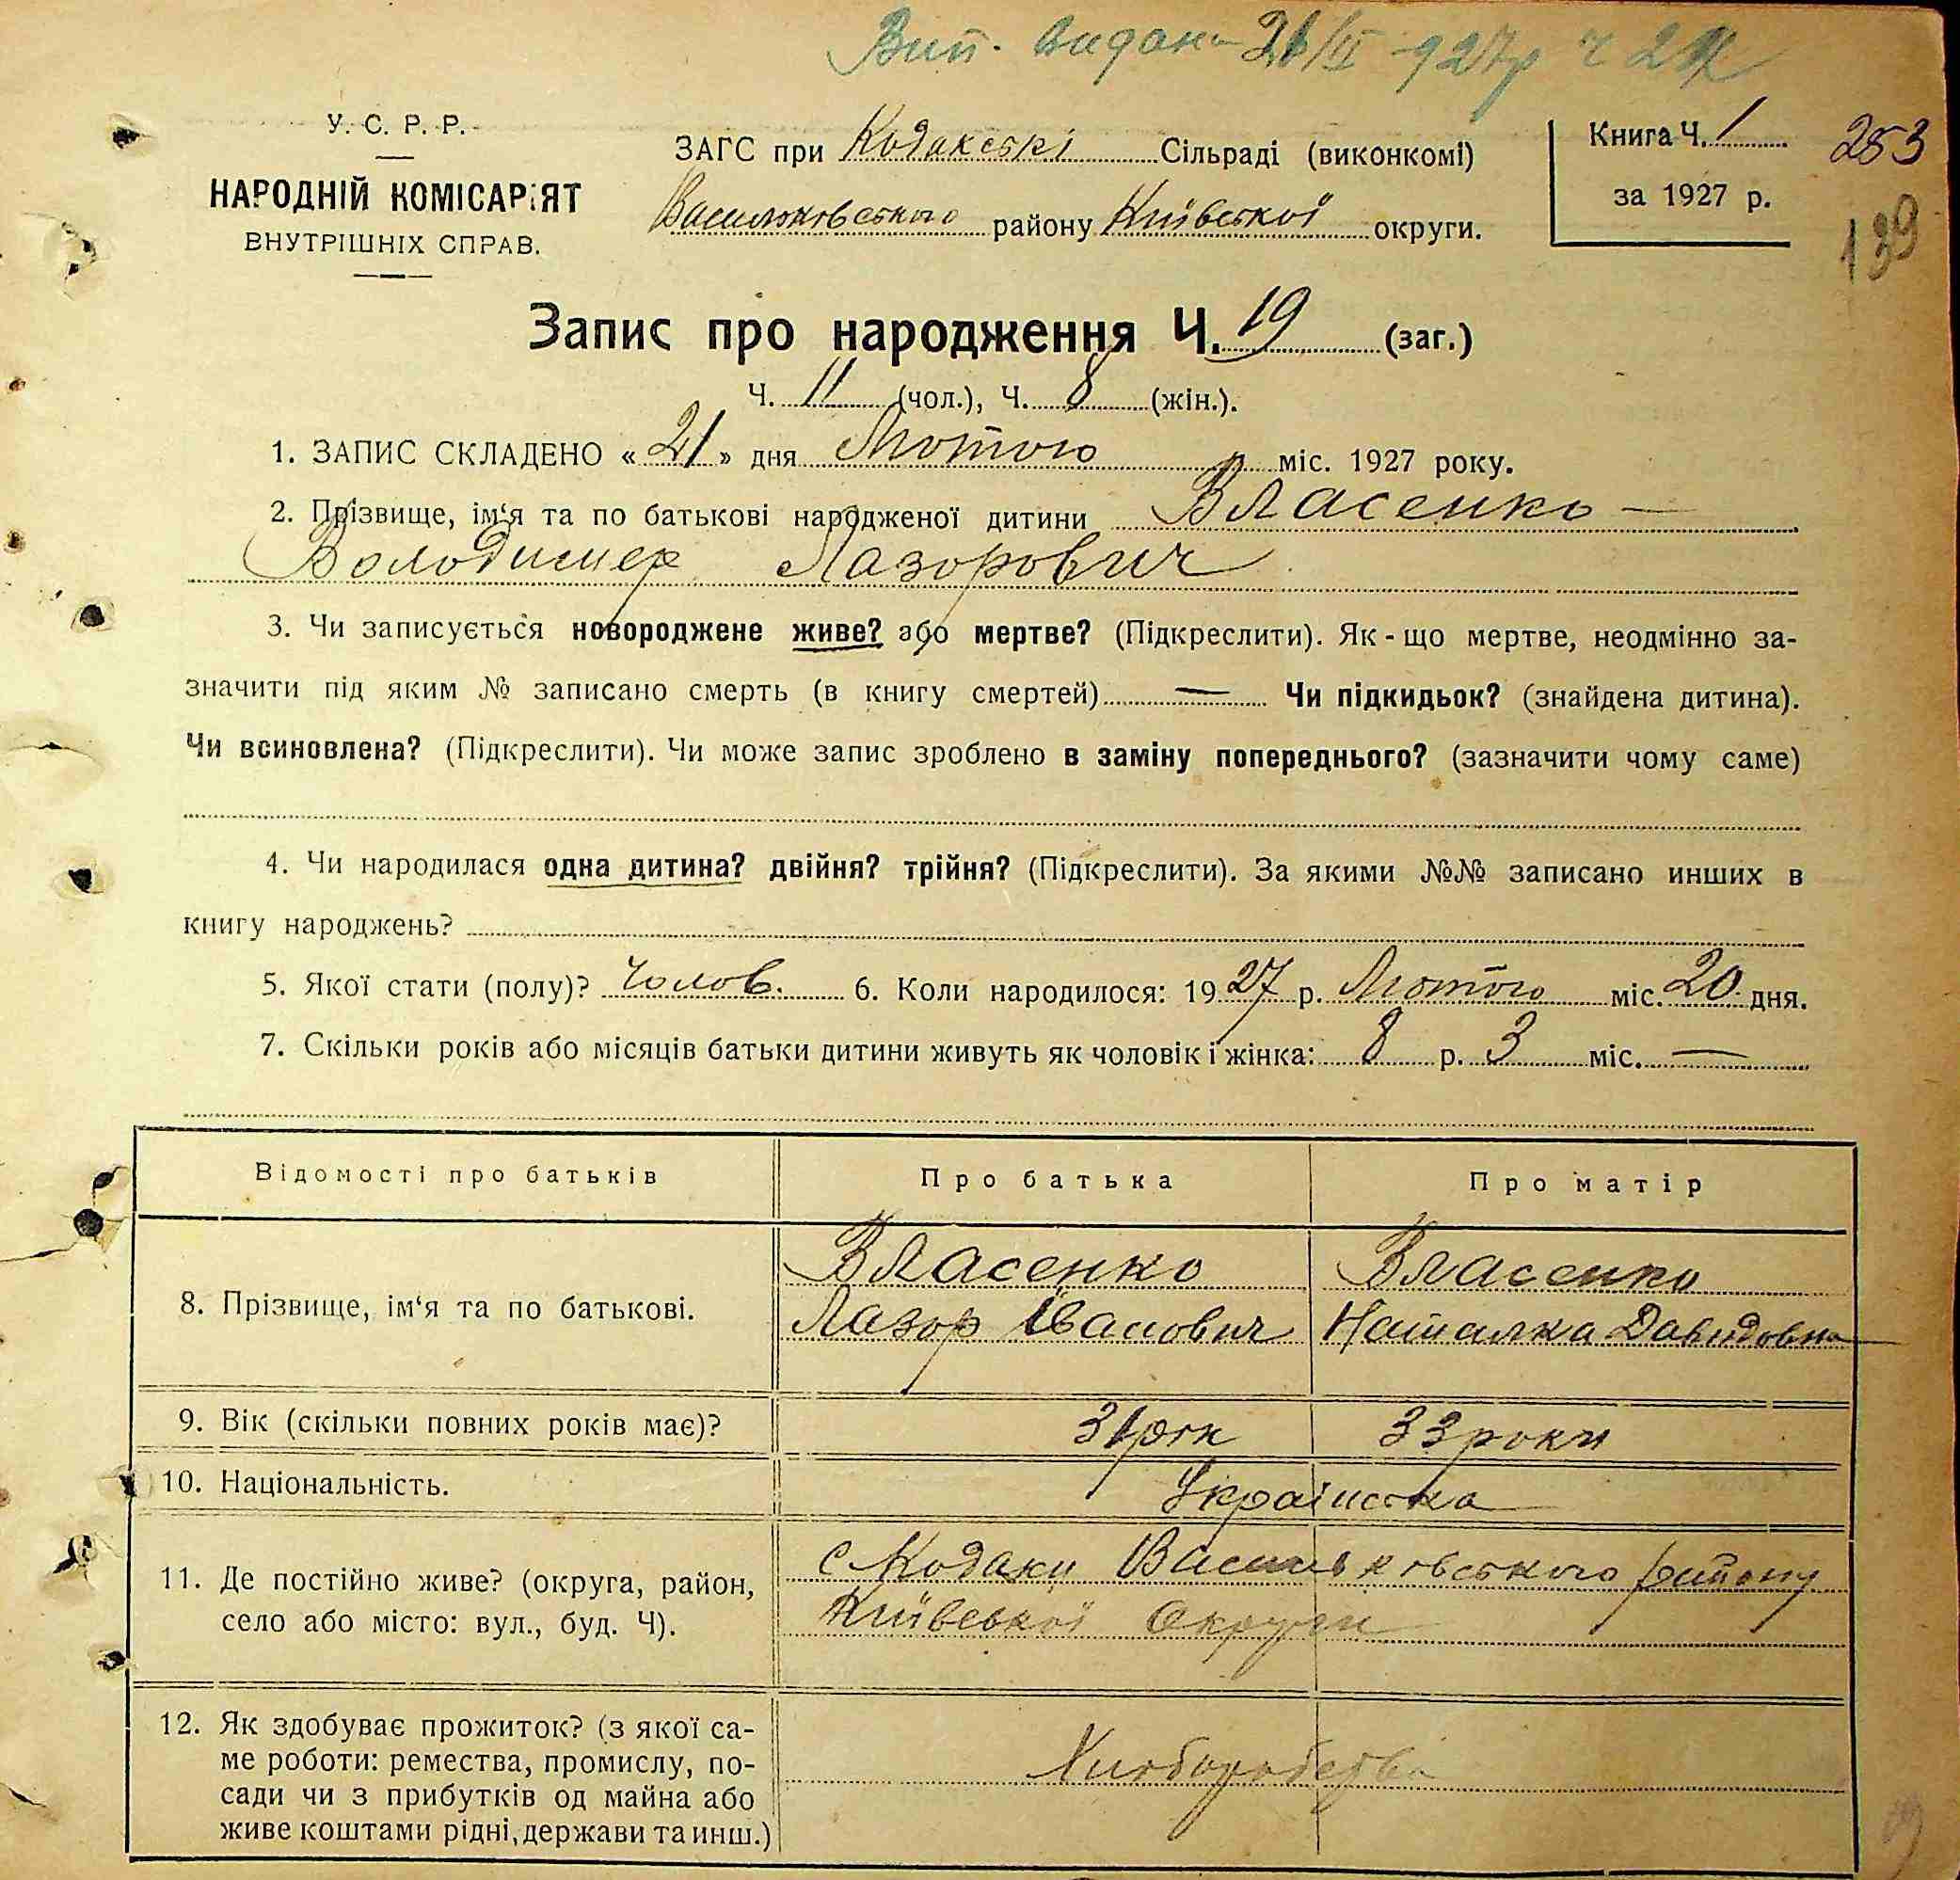 Вип. видана 21/II 927р ч
У. С. Р. Р.
НАРОДНІЙ КОМІСАРІЯТ
ВНУТРІШНІХ СПРАВ.
ЗАГС при Кодакскі Сільраді (виконкомі)
Васильківського району Київської округи.
Книга Ч. 1
за 1927 р.
253
139
Запис про народження Ч. 19 (заг.)
Ч. 11 (чол.), Ч. 8 (жін.).
1. ЗАПИС СКЛАДЕНО « 21 » дня Лютого міс. 1927 року.
2. Прізвище, ім‘я та по батькові народженої дитини Власенко —
Володимер Лазорович
3. Чи записується новороджене живе? або мертве? (Підкреслити). Як-що мертве, неодмінно за-
значити під яким № записано смерть (в книгу смертей) — Чи підкидьок? (знайдена дитина).
Чи всиновлена? (Підкреслити). Чи може запис зроблено в заміну попереднього? (зазначити чому саме)
4. Чи народилася одна дитина? двійня? трійня? (Підкреслити). За якими №№ записано инших в
книгу народжень?
5. Якої стати (полу)? Чолов. 6. Коли народилося: 1927 р. Лютого міс. 20 дня.
7. Скільки років або місяців батьки дитини живуть як чоловік і жінка: 8 р. 3 міс. —
Відомості про батьків
Про батька
Про матір
8. Прізвище, ім‘я та по батькові.
Власенко
Лазор Іванович
Власенко
Наталка Давидовна
9. Вік (скільки повних років має)?
31 рік
33 роки
10. Національність.
Українська
11. Де постійно живе? (округа, район,
село або місто: вул., буд. Ч).
с Кодаки Васильківського району
Київської Округи
12. Як здобуває прожиток? (з якої са-
ме роботи: ремества, промислу, по-
сади чи з прибутків од майна або
живе коштами рідні, держави та инш.)
Хліборобство